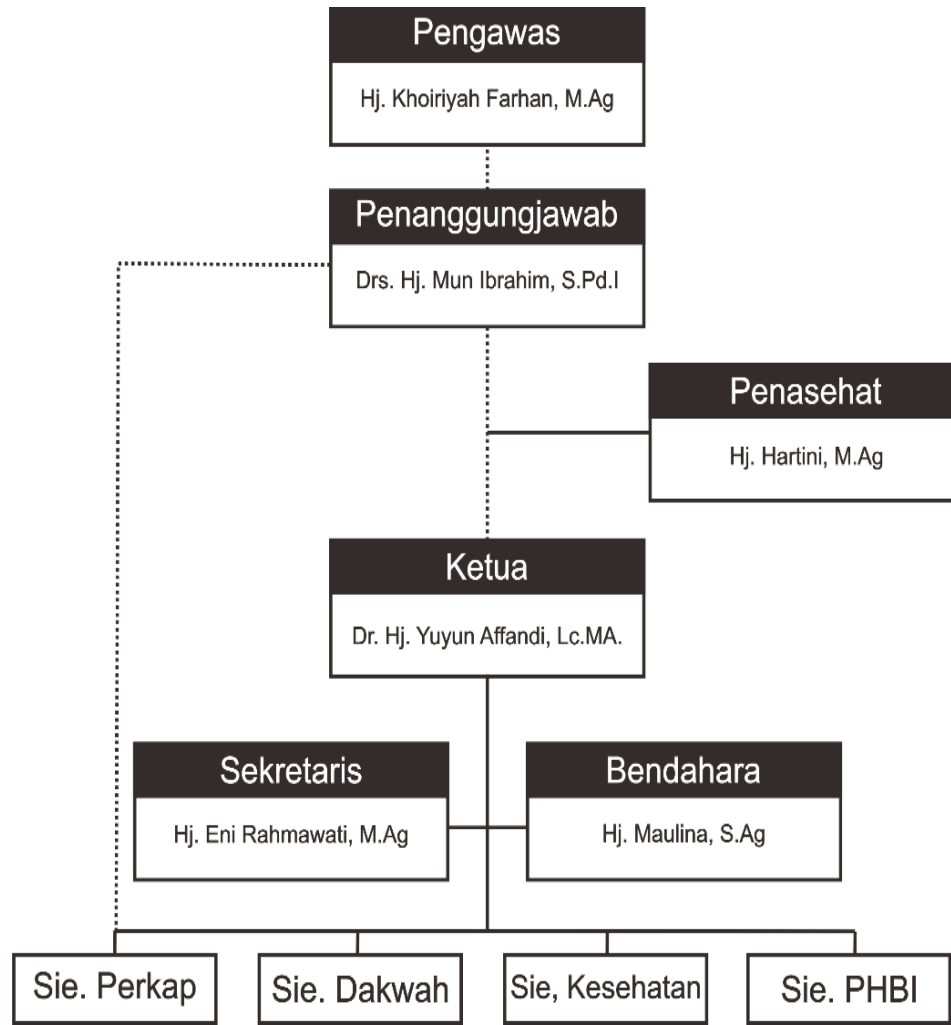 Pengawas
Hj. Khoiriyah Farhan, M.Ag
Penanggungjawab
Drs. Hj. Mun Ibrahim, S.Pd.I
Penasehat
Hj. Hartini, M.Ag
Ketua
Dr. Hj. Yuyun Affandi, Lc.MA.
Sekretaris
Hj. Eni Rahmawati, M.Ag
Bendahara
Hj. Maulina, S.Ag
Sie. Perkap
Sie. Dakwah
Sie, Kesehatan
Sie. PHBI